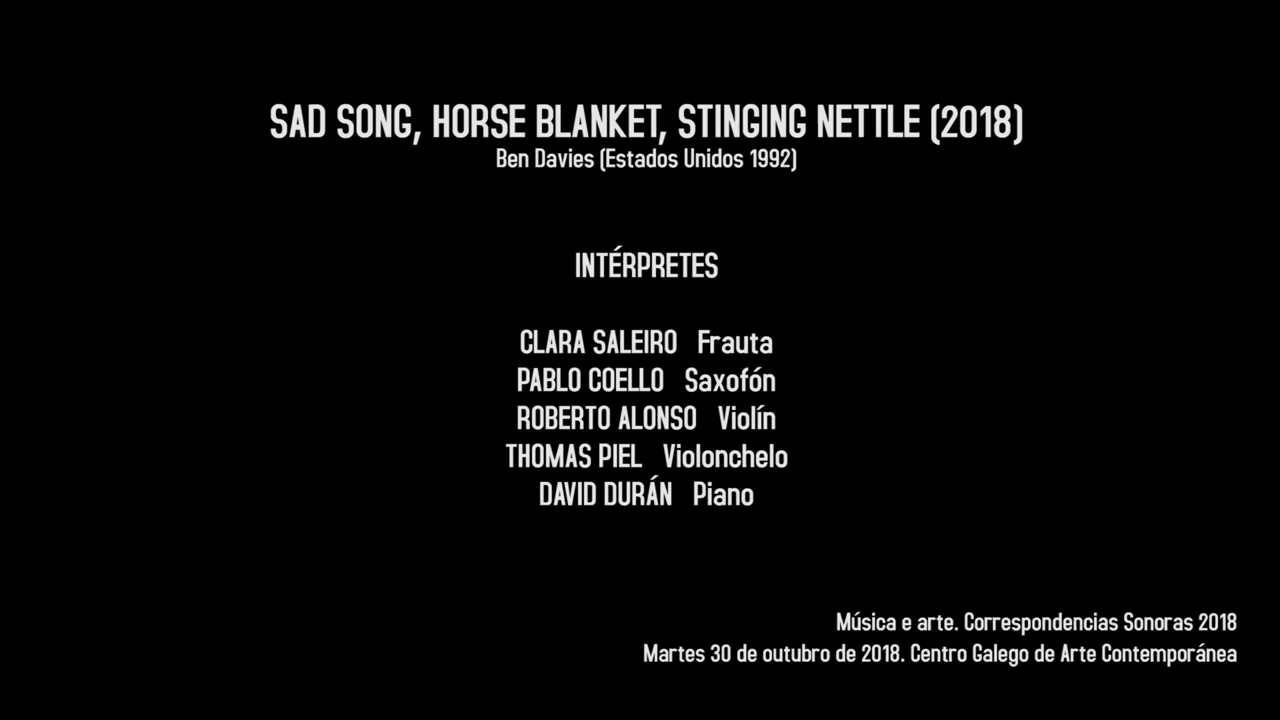 SAD SONG, HORSE BLANKET, STINGING NETTLE (2018)
Ben Davies (Estados Unidos 1992)
INTÉRPRETES
CLARA SALEIRO Frauta
PABLO COELLO Saxofón
ROBERTO ALONSO Violín
THOMAS PIEL Violonchelo
DAVID DURÁN Piano
Música e arte. Correspondencias Sonoras 2018
Martes 30 de outubro de 2018. Centro Galego de Arte Contemporánea